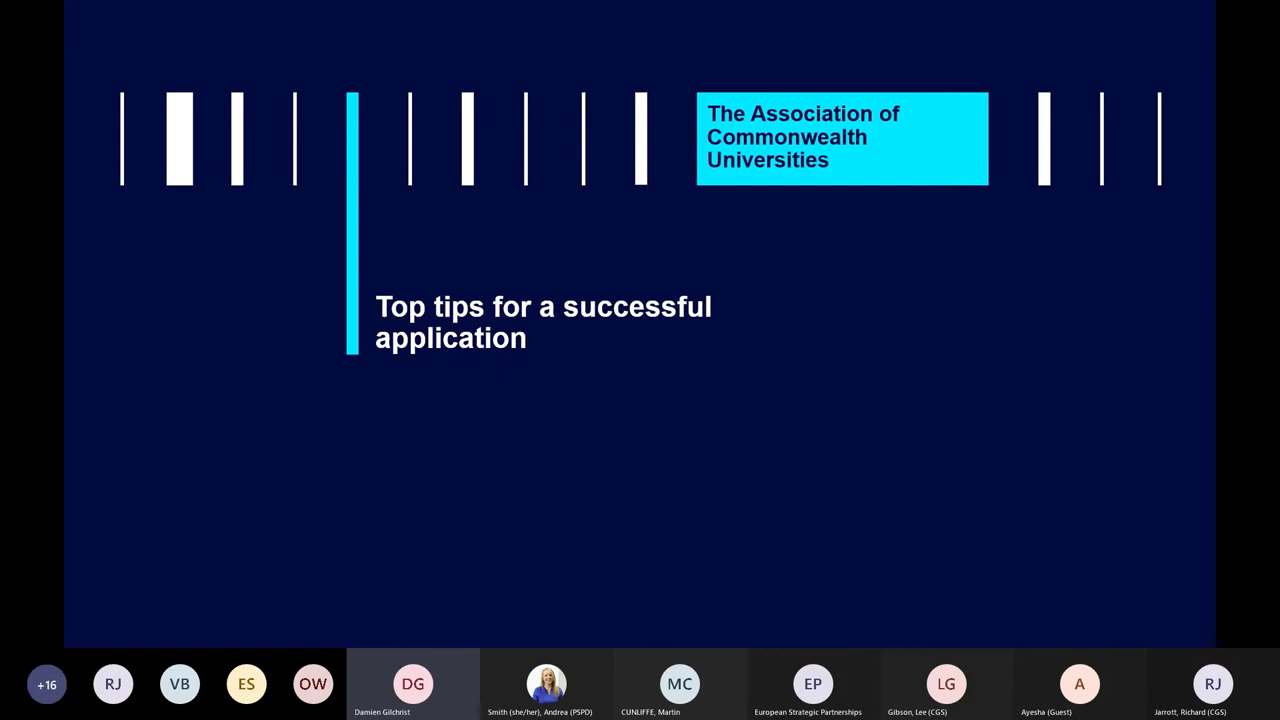 The Association of
Commonwealth
Universities
Top tips for a successful
application
+16
RJ
VB
ES
OW
DG
MC
EP
LG
A
RJ
Damien Gilchrist
Smith (she/her), Andrea (PSPD)
CUNLIFFE, Martin
European Strategic Partnerships
Gibson, Lee (CGS)
Ayesha (Guest)
Jarrott, Richard (CGS)